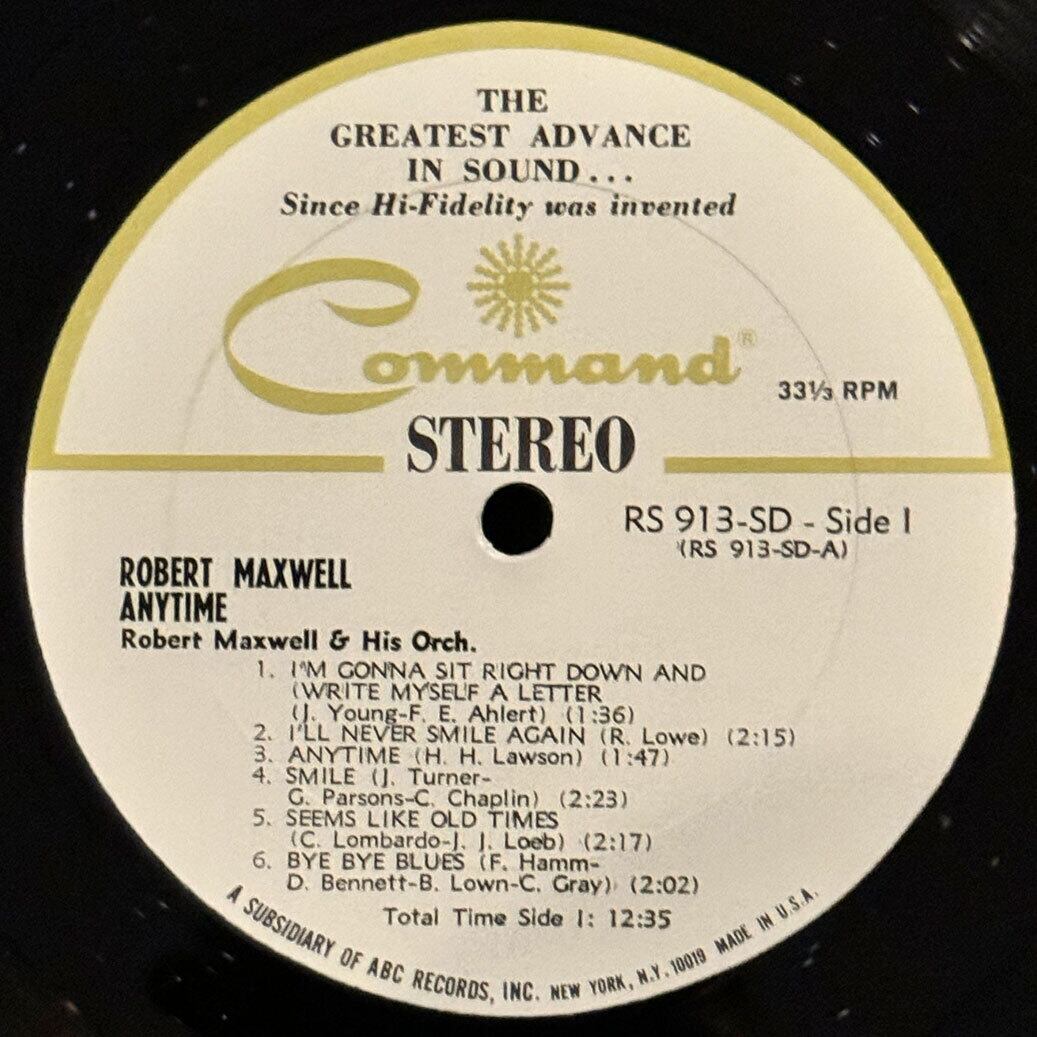 THE
GREATEST ADVANCE
IN SOUND...
Since Hi-Fidelity was invented
Command®
33⅓ RPM
STEREO
RS 913-SD - Side 1
(RS 913-SD-A)
ROBERT MAXWELL
ANYTIME
Robert Maxwell & His Orch.
1. I'M GONNA SIT RIGHT DOWN AND
(WRITE MYSELF A LETTER
(J. Young-F. E. Ahlert) (1:36)
2. I'LL NEVER SMILE AGAIN (R. Lowe) (2:15)
3. ANYTIME (H. H. Lawson) (1:47)
4. SMILE (J. Turner-
G. Parsons-C. Chaplin) (2:23)
5. SEEMS LIKE OLD TIMES
(C. Lombardo-J. J. Loeb) (2:17)
6. BYE BYE BLUES (F. Hamm-
D. Bennett-B. Lown-C. Gray) (2:02)
Total Time Side 1: 12:35
A SUBSIDIARY OF ABC RECORDS, INC. NEW YORK, N.Y. 10019 MADE IN U.S.A.